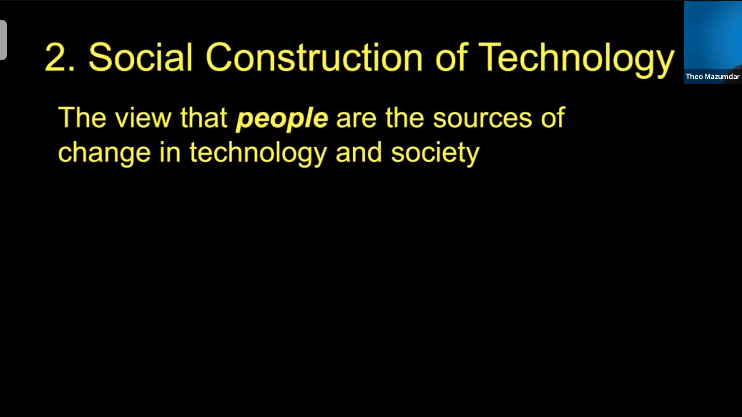 2. Social Construction of Technology
Theo Mazumdar
The view that people are the sources of
change in technology and society